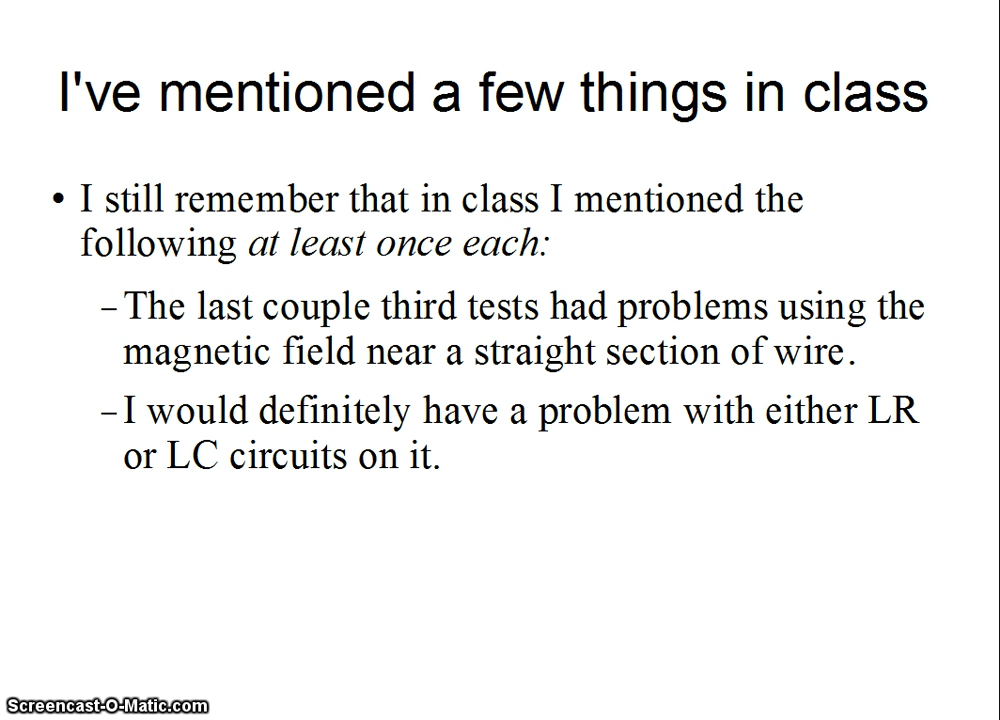 I've mentioned a few things in class
• I still remember that in class I mentioned the
following at least once each:
– The last couple third tests had problems using the
magnetic field near a straight section of wire.
– I would definitely have a problem with either LR
or LC circuits on it.
Screencast-O-Matic.com